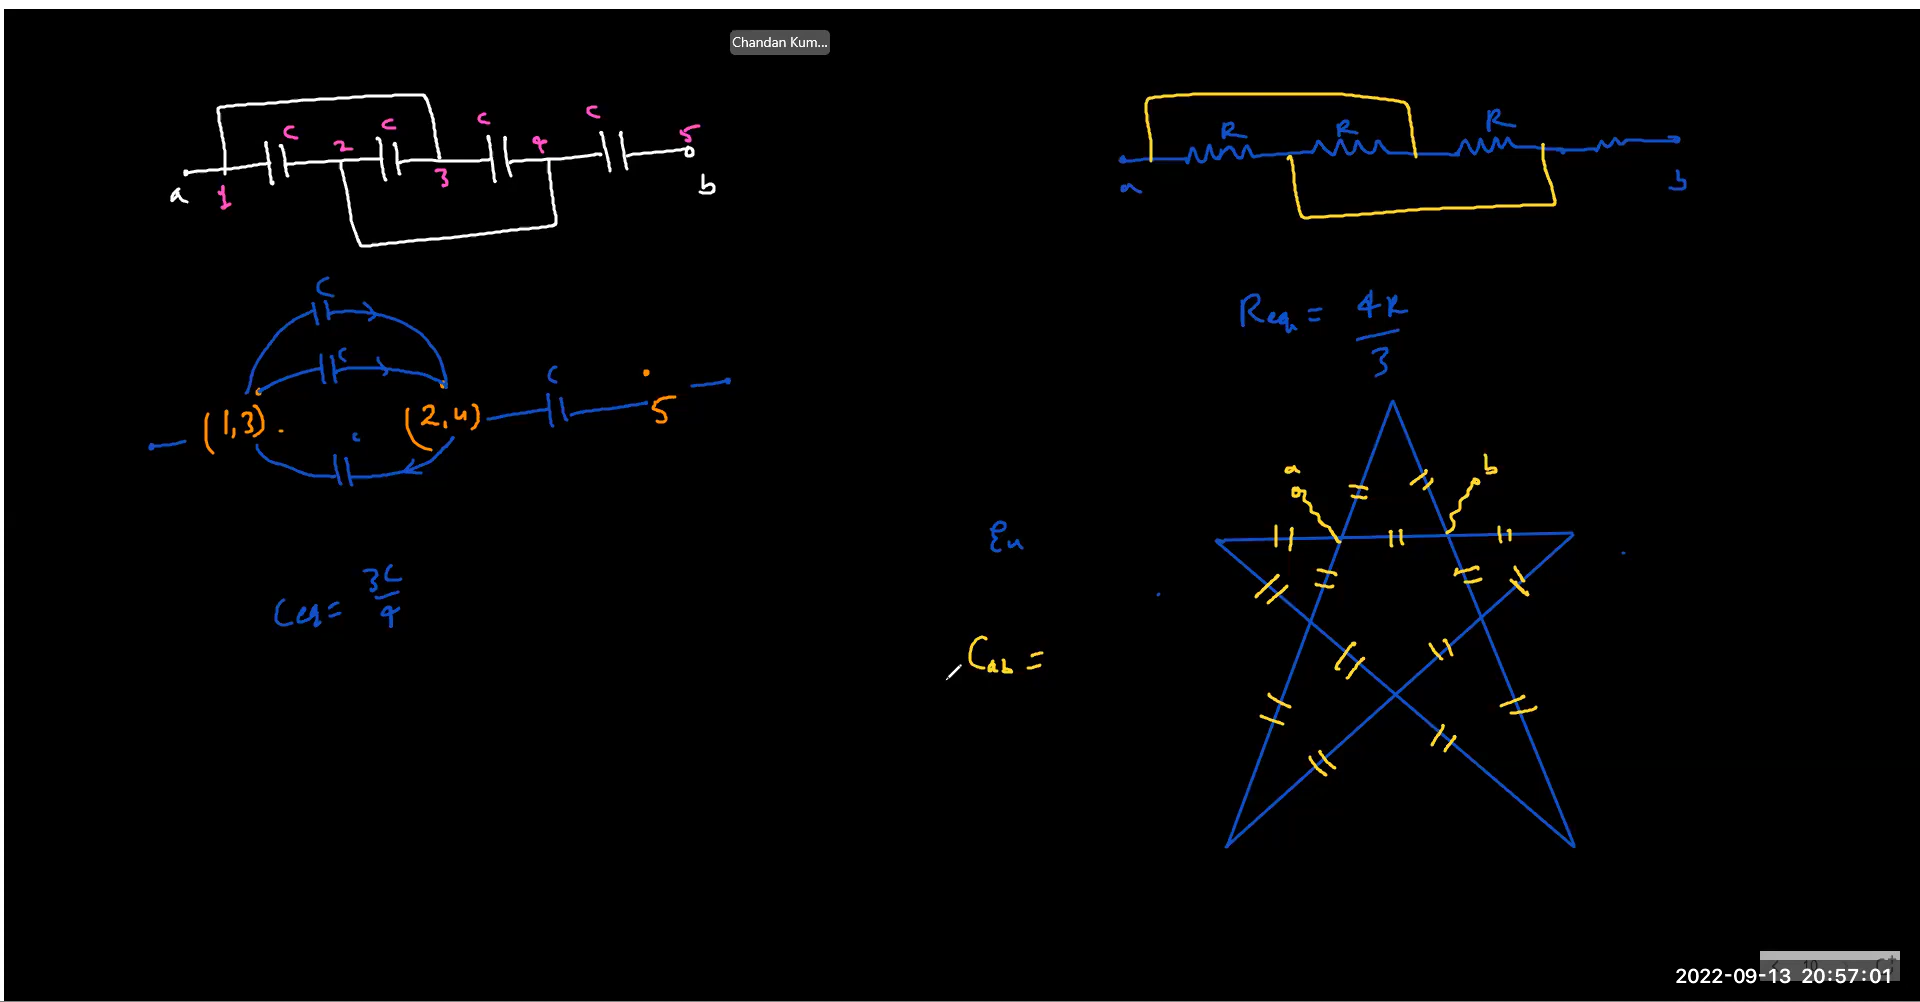 Chandan Kum...
C C C C
1 2 3 4 5
a b
R R R
a b
C
C
C
C
(1,3). (2,4) 5
Req = 4R/3
Ceq = 3C/4
a b
Cab =
2022-09-13 20:57:01